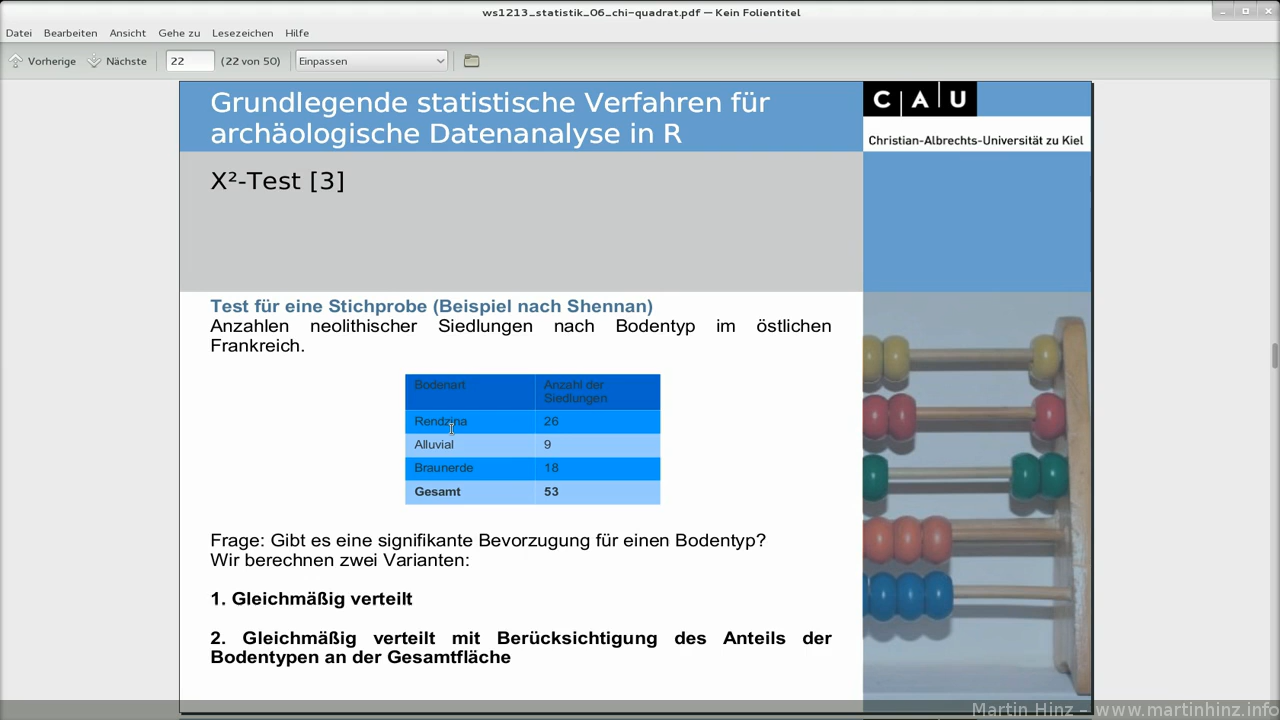 ws1213_statistik_06_chi-quadrat.pdf — Kein Folientitel
Datei Bearbeiten Ansicht Gehe zu Lesezeichen Hilfe
Vorherige Nächste 22 (22 von 50) Einpassen
Grundlegende statistische Verfahren für
archäologische Datenanalyse in R
C A U
Christian-Albrechts-Universität zu Kiel
X²-Test [3]
Test für eine Stichprobe (Beispiel nach Shennan)
Anzahlen neolithischer Siedlungen nach Bodentyp im östlichen
Frankreich.
Bodenart Anzahl der
Siedlungen
Rendzina 26
Alluvial 9
Braunerde 18
Gesamt 53
Frage: Gibt es eine signifikante Bevorzugung für einen Bodentyp?
Wir berechnen zwei Varianten:
1. Gleichmäßig verteilt
2. Gleichmäßig verteilt mit Berücksichtigung des Anteils der
Bodentypen an der Gesamtfläche
Martin Hinz - www.martinhinz.info